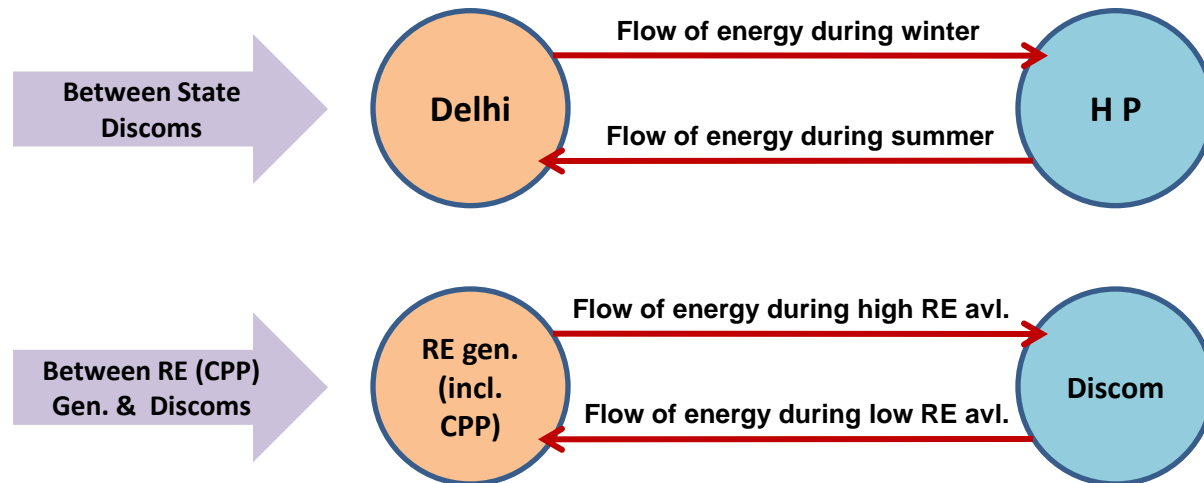 Flow of energy during winter
Between State
Discoms
Delhi
H P
Flow of energy during summer
Flow of energy during high RE avl.
Between RE (CPP)
Gen. & Discoms
RE gen.
(incl.
CPP)
Discom
Flow of energy during low RE avl.